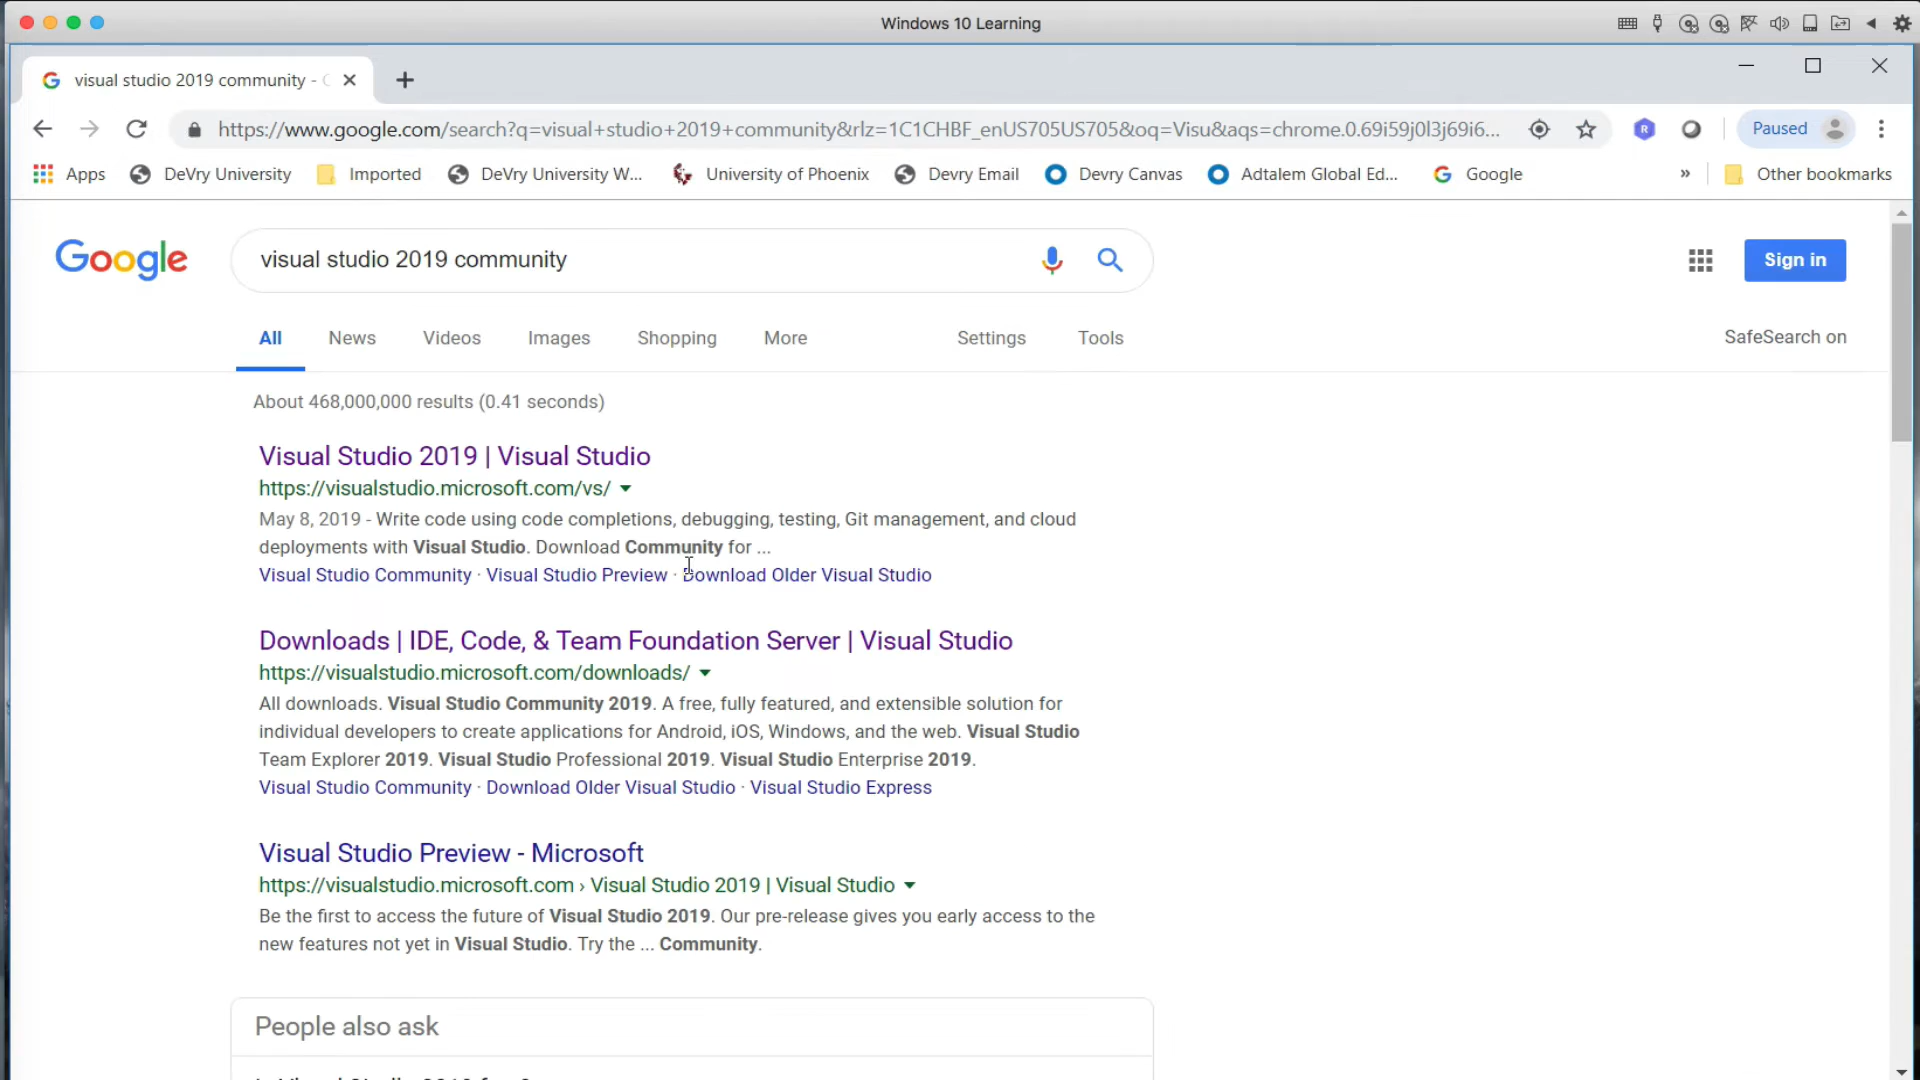 Windows 10 Learning
visual studio 2019 community -
https://www.google.com/search?q=visual+studio+2019+community&rlz=1C1CHBF_enUS705US705&oq=Visu&aqs=chrome.0.69i59j0l3j69i6...
Paused
Apps
DeVry University
Imported
DeVry University W...
University of Phoenix
Devry Email
Devry Canvas
Adtalem Global Ed...
Google
»
Other bookmarks
Google
visual studio 2019 community
Sign in
All
News
Videos
Images
Shopping
More
Settings
Tools
SafeSearch on
About 468,000,000 results (0.41 seconds)
Visual Studio 2019 | Visual Studio
https://visualstudio.microsoft.com/vs/
May 8, 2019 - Write code using code completions, debugging, testing, Git management, and cloud
deployments with Visual Studio. Download Community for ...
Visual Studio Community · Visual Studio Preview · Download Older Visual Studio
Downloads | IDE, Code, & Team Foundation Server | Visual Studio
https://visualstudio.microsoft.com/downloads/
All downloads. Visual Studio Community 2019. A free, fully featured, and extensible solution for
individual developers to create applications for Android, iOS, Windows, and the web. Visual Studio
Team Explorer 2019. Visual Studio Professional 2019. Visual Studio Enterprise 2019.
Visual Studio Community · Download Older Visual Studio · Visual Studio Express
Visual Studio Preview - Microsoft
https://visualstudio.microsoft.com › Visual Studio 2019 | Visual Studio
Be the first to access the future of Visual Studio 2019. Our pre-release gives you early access to the
new features not yet in Visual Studio. Try the ... Community.
People also ask